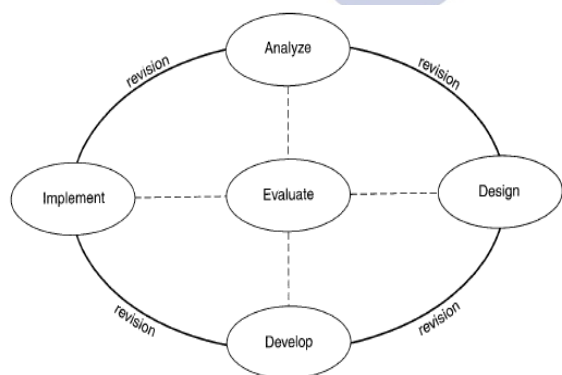 Analyze
revision
revision
Implement
Evaluate
Design
revision
revision
Develop